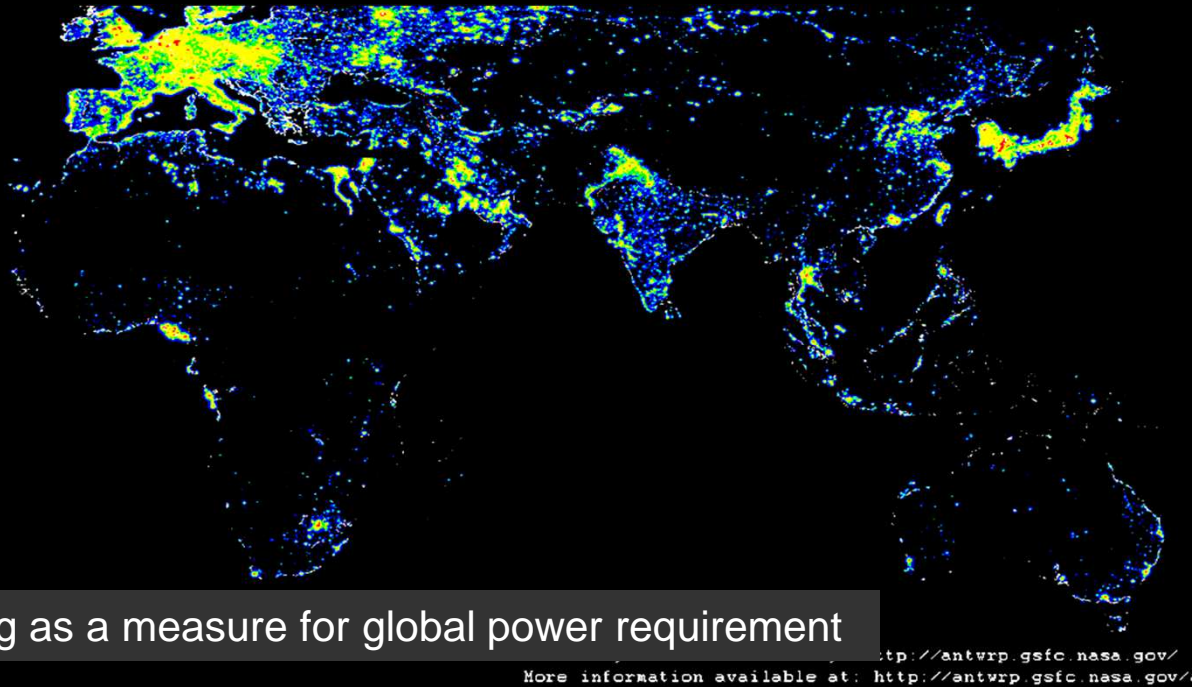 g as a measure for global power requirement
ttp://antwrp.gsfc.nasa.gov/
More information available at: http://antwrp.gsfc.nasa.gov/